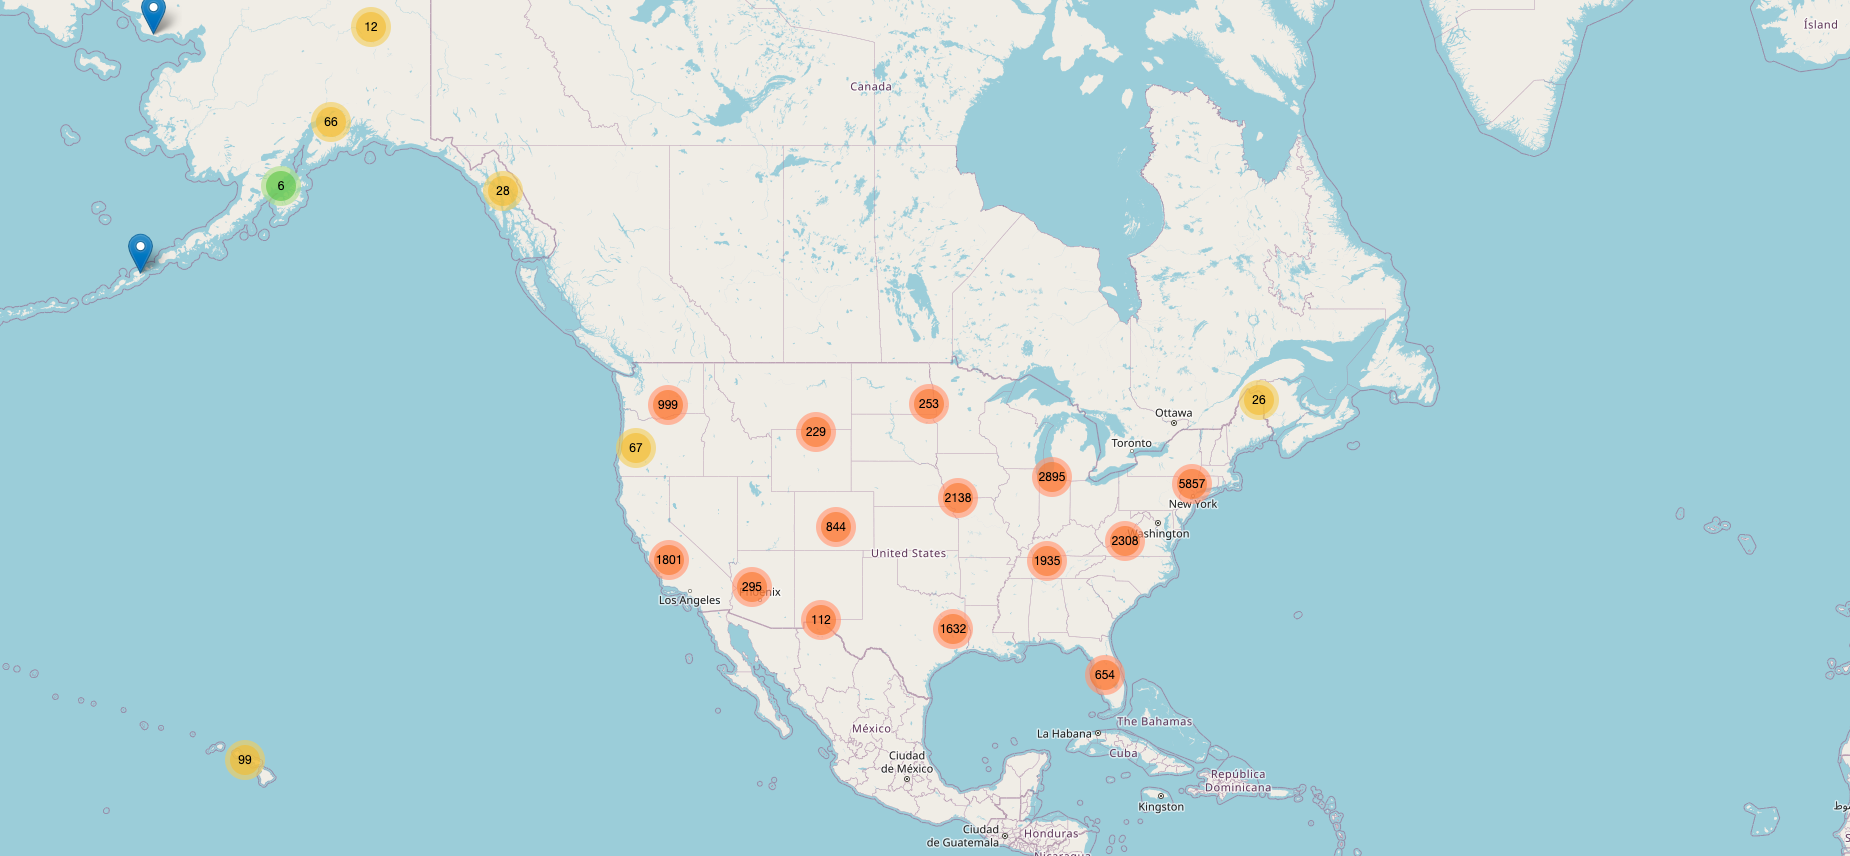 Ísland
12
Canada
66
6
28
999
253
26
Ottawa
229
Toronto
67
2895
5857
2138
New York
844
Washington
2308
United States
1801
1935
295
Phoenix
Los Angeles
112
1632
654
The Bahamas
México
La Habana
Cuba
Ciudad
de México
99
República
Dominicana
Kingston
Ciudad
de Guatemala
Honduras
Nicaragua